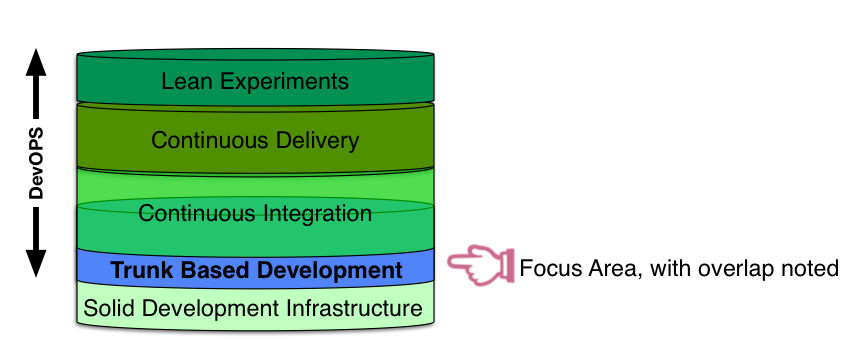 Lean Experiments
Continuous Delivery
DevOPS
Continuous Integration
Trunk Based Development
Focus Area, with overlap noted
Solid Development Infrastructure